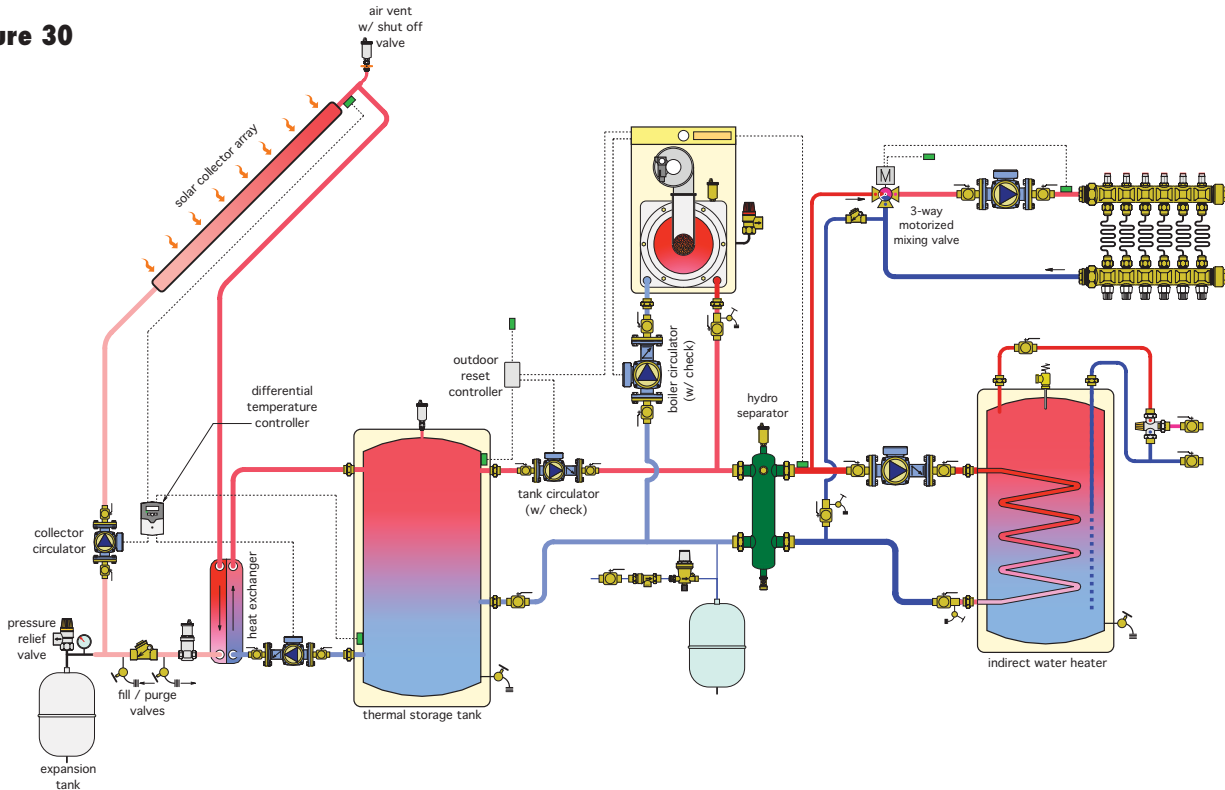 ure 30
air vent
w/ shut off
valve
solar collector array
differential
temperature
controller
collector
circulator
pressure
relief
valve
fill / purge
valves
expansion
tank
heat exchanger
thermal storage tank
outdoor
reset
controller
tank circulator
(w/ check)
boiler circulator
(w/ check)
hydro
separator
M
3-way
motorized
mixing valve
indirect water heater